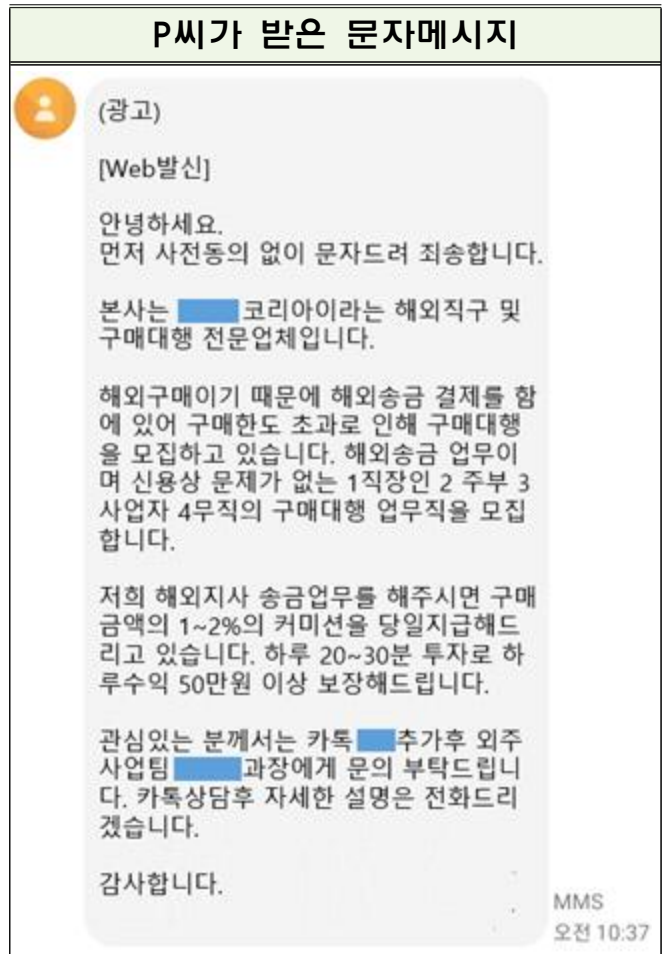 P씨가 받은 문자메시지
(광고)
[Web발신]
안녕하세요.
먼저 사전동의 없이 문자드려 죄송합니다.
본사는 코리아이라는 해외직구 및
구매대행 전문업체입니다.
해외구매이기 때문에 해외송금 결제를 함
에 있어 구매한도 초과로 인해 구매대행
을 모집하고 있습니다. 해외송금 업무이
며 신용상 문제가 없는 1직장인 2 주부 3
사업자 4무직의 구매대행 업무직을 모집
합니다.
저희 해외지사 송금업무를 해주시면 구매
금액의 1~2%의 커미션을 당일지급해드
리고 있습니다. 하루 20~30분 투자로 하
루수익 50만원 이상 보장해드립니다.
관심있는 분께서는 카톡 추가후 외주
사업팀 과장에게 문의 부탁드립니
다. 카톡상담후 자세한 설명은 전화드리
겠습니다.
감사합니다.
MMS
오전 10:37